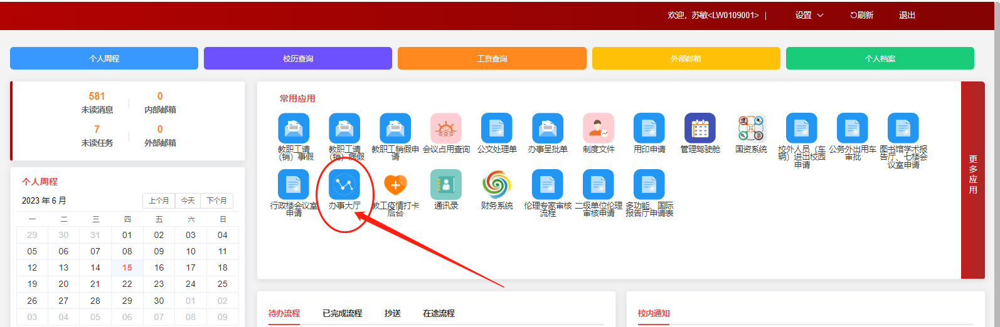 欢迎，苏敏<LW0109001> |
设置
刷新
退出
个人周程
校历查询
工资查询
外部邮箱
个人档案
581
未读消息
0
内部邮箱
7
未读任务
0
外部邮箱
个人周程
2023 年 6 月
上个月
今天
下个月
一 二 三 四 五 六 日
29 30 31 01 02 03 04
05 06 07 08 09 10 11
12 13 14 15 16 17 18
19 20 21 22 23 24 25
26 27 28 29 30 01 02
03 04 05 06 07 08 09
常用应用
教职工请
（销）事假
教职工请
（销）病假
教职工销假申
请
会议占用查询
公文处理单
办事呈批单
制度文件
用印申请
管理驾驶舱
国资系统
校外人员（车
辆）进出校园
申请
公务外出用车
审批
图书馆学术报
告厅、七楼会
议室申请
行政楼会议室
申请
办事大厅
教工疫情打卡
后台
通讯录
财务系统
伦理专家审核
流程
二级单位伦理
审核申请
多功能、国际
报告厅申请表
更多应用
待办流程
已完成流程
抄送
在途流程
校内通知